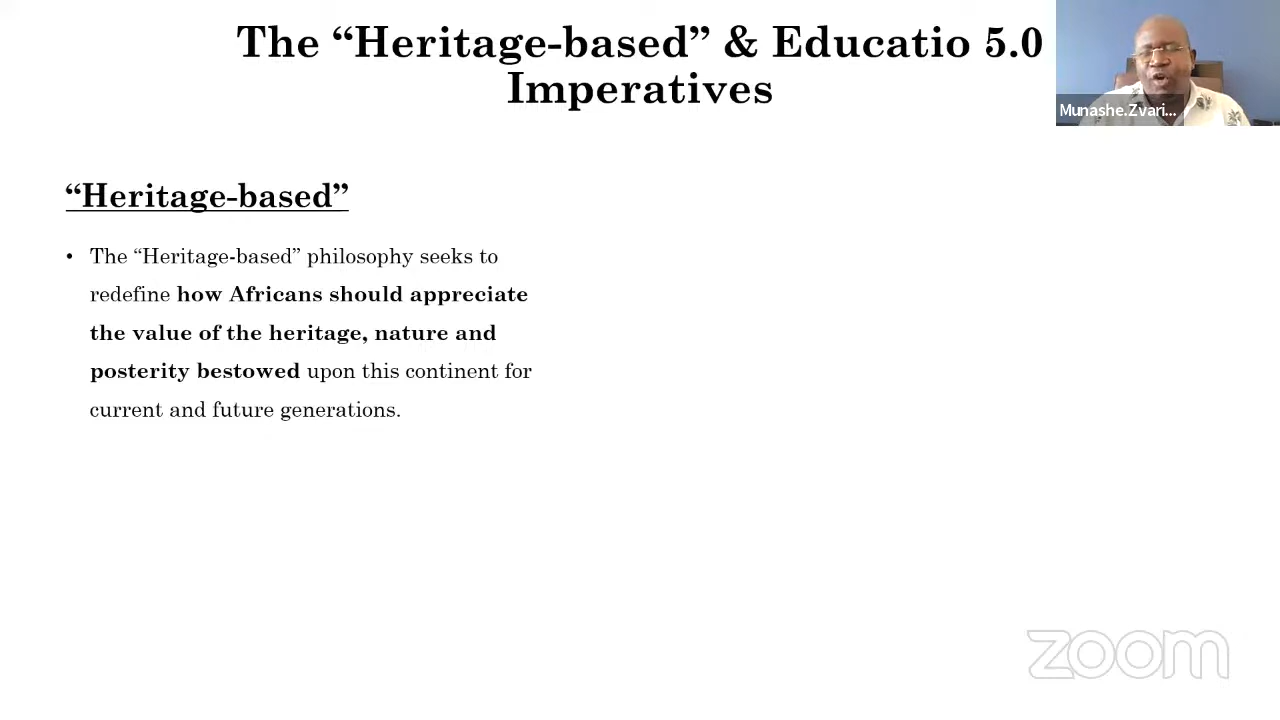 The “Heritage-based” & Educatio 5.0
Imperatives
Munashe.Zvari...
“Heritage-based”
• The “Heritage-based” philosophy seeks to
redefine how Africans should appreciate
the value of the heritage, nature and
posterity bestowed upon this continent for
current and future generations.
zoom